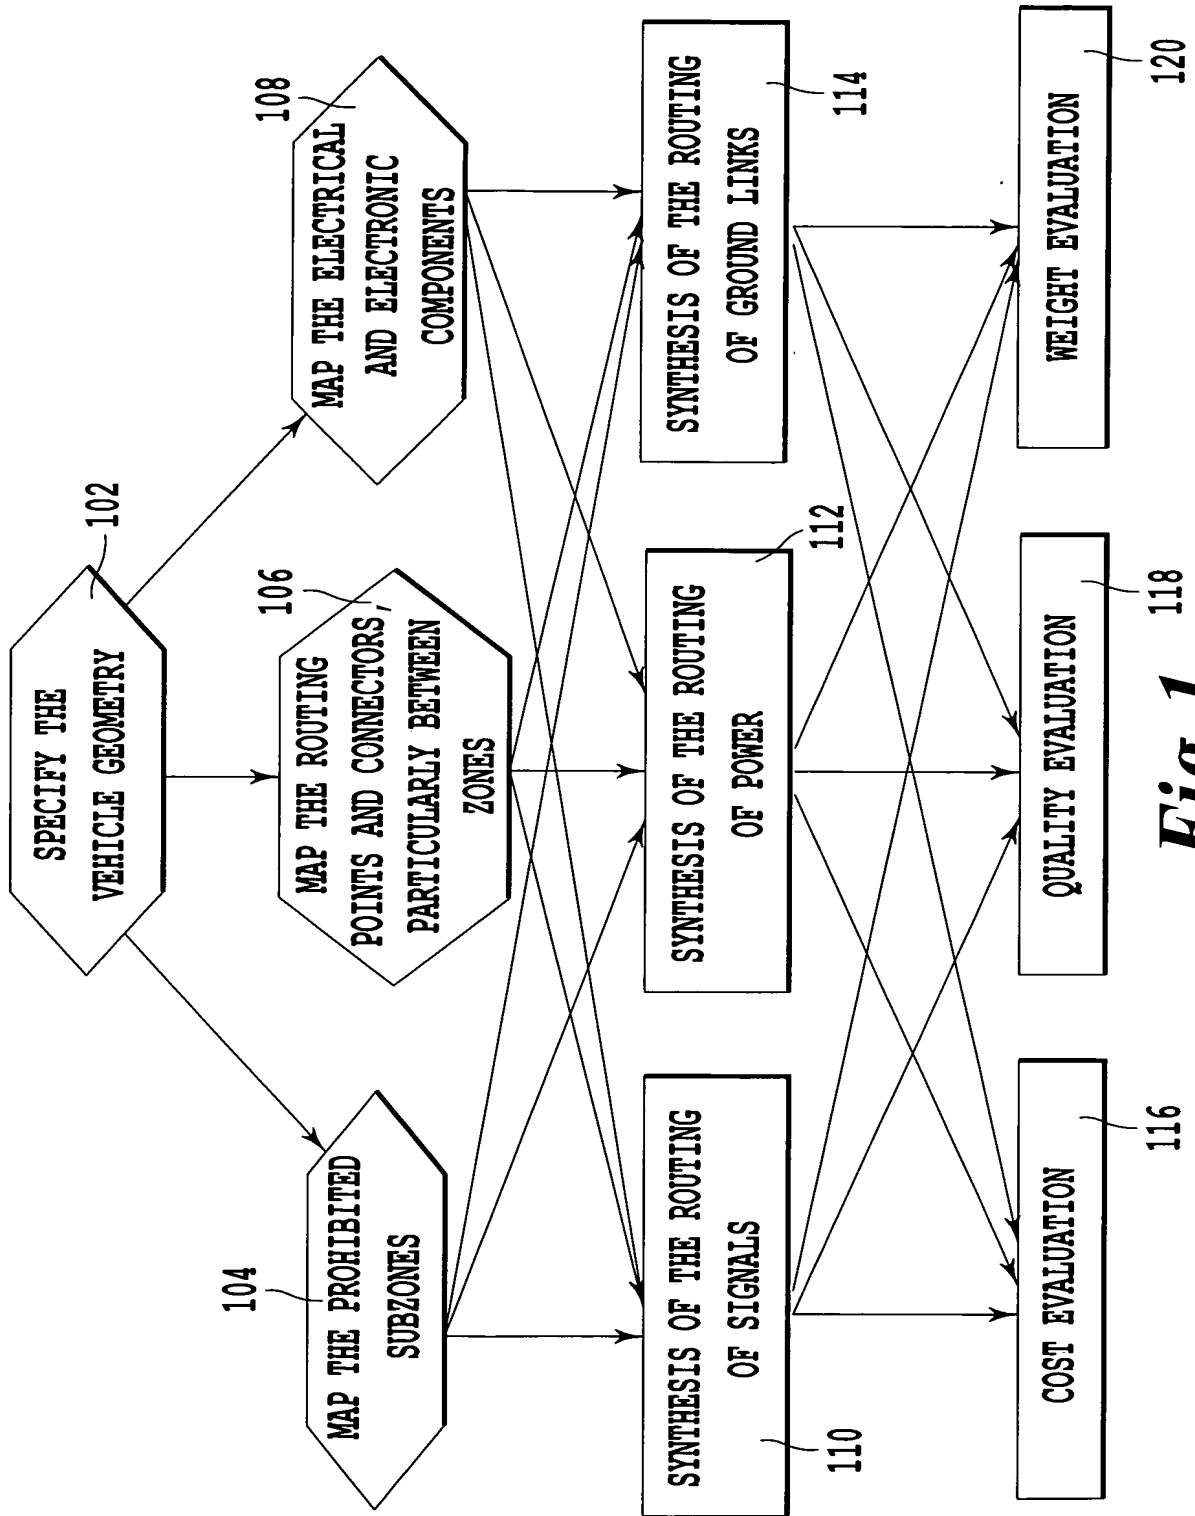 SPECIFY THE
VEHICLE GEOMETRY
102
MAP THE PROHIBITED
SUBZONES
104
MAP THE ROUTING
POINTS AND CONNECTORS,
PARTICULARLY BETWEEN
ZONES
106
MAP THE ELECTRICAL
AND ELECTRONIC
COMPONENTS
108
SYNTHESIS OF THE ROUTING
OF SIGNALS
110
SYNTHESIS OF THE ROUTING
OF POWER
112
SYNTHESIS OF THE ROUTING
OF GROUND LINKS
114
COST EVALUATION
116
QUALITY EVALUATION
118
WEIGHT EVALUATION
120
Fig. 1